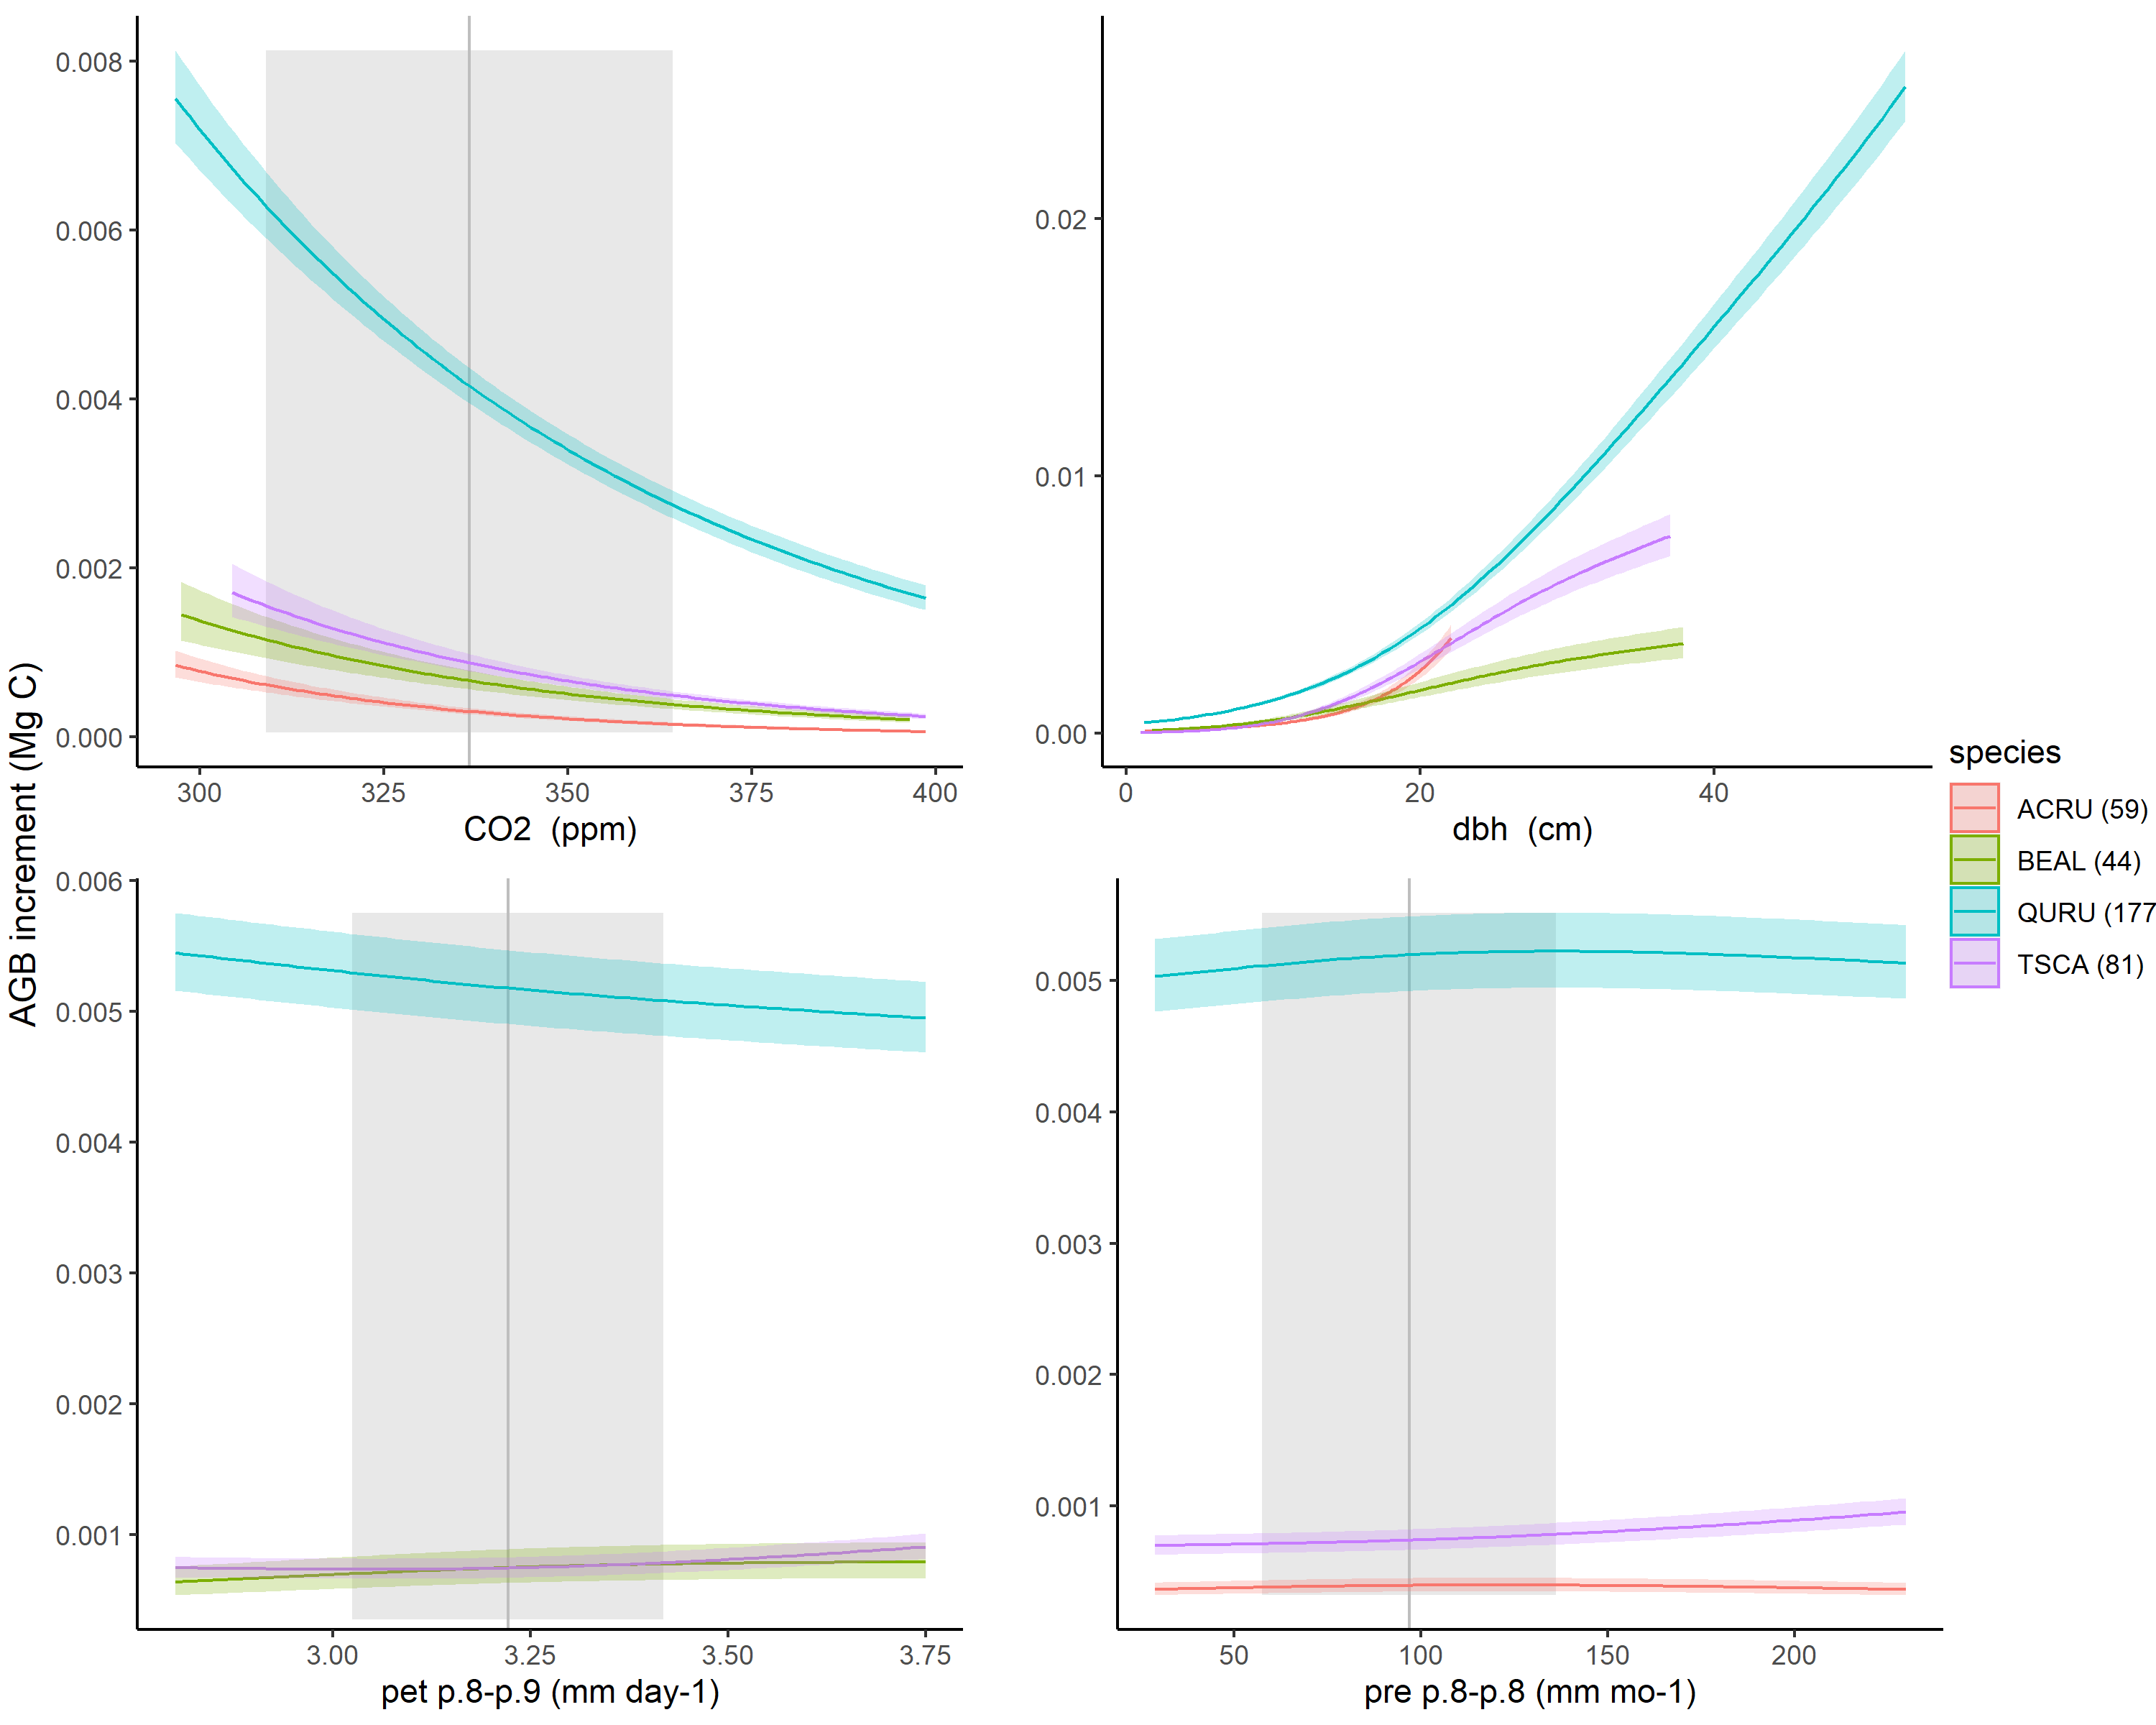 AGB increment (Mg C)
0.008
0.006
0.004
0.002
0.000
300 325 350 375 400
CO2 (ppm)
0.02
0.01
0.00
0 20 40
dbh (cm)
0.006
0.005
0.004
0.003
0.002
0.001
3.00 3.25 3.50 3.75
pet p.8-p.9 (mm day-1)
0.005
0.004
0.003
0.002
0.001
50 100 150 200
pre p.8-p.8 (mm mo-1)
species
ACRU (59)
BEAL (44)
QURU (177
TSCA (81)